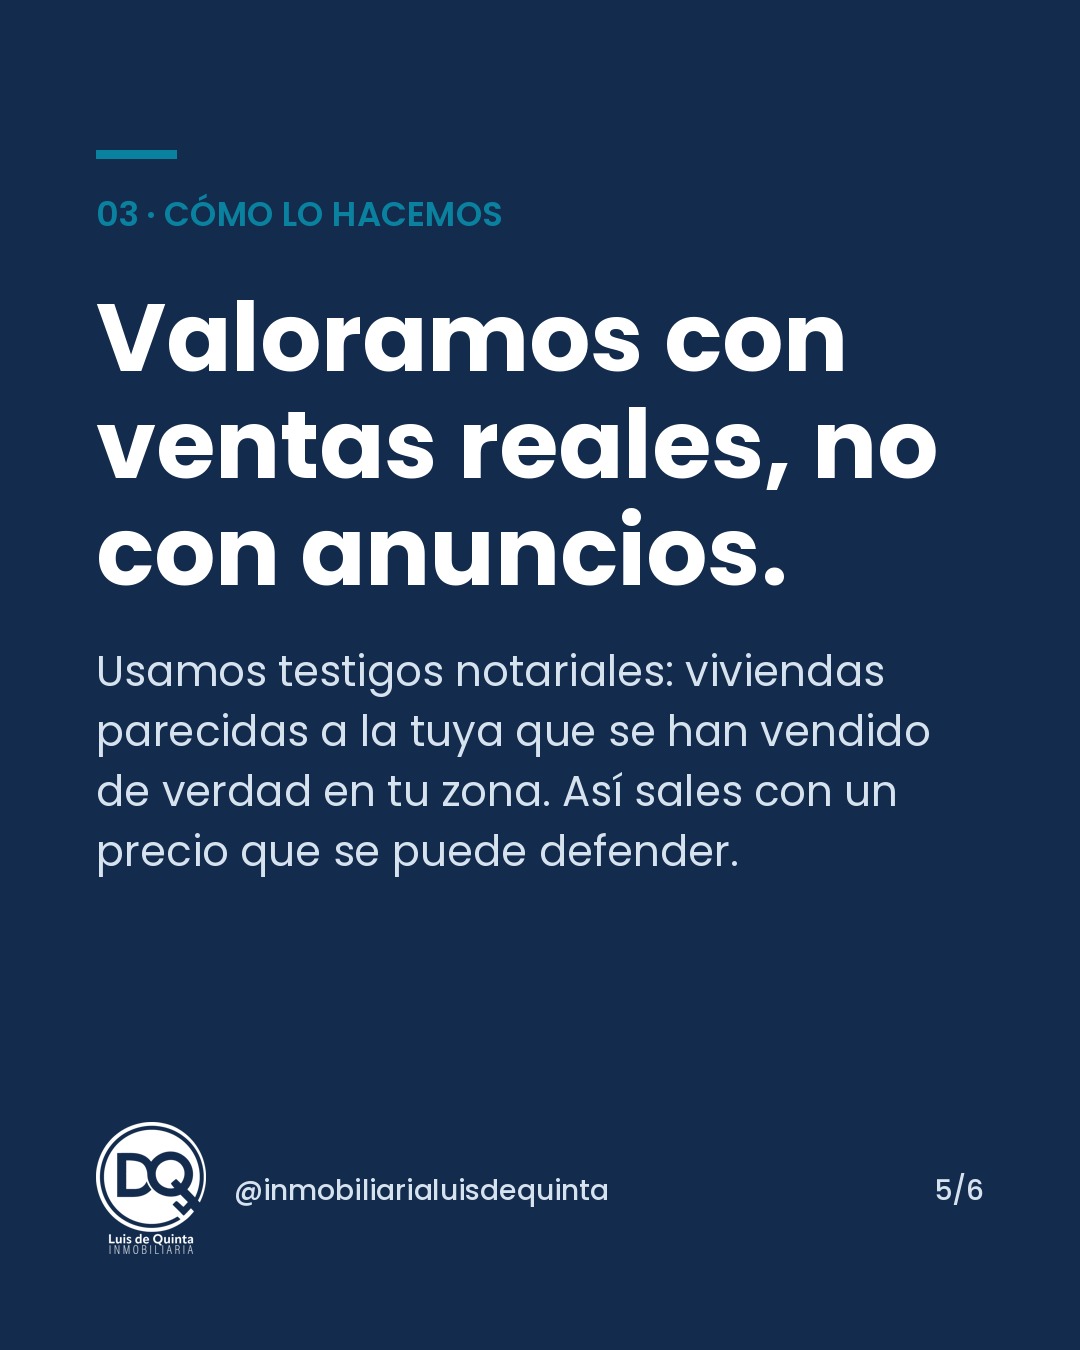 03 · CÓMO LO HACEMOS
Valoramos con
ventas reales, no
con anuncios.
Usamos testigos notariales: viviendas
parecidas a la tuya que se han vendido
de verdad en tu zona. Así sales con un
precio que se puede defender.
DQ
Luis de Quinta
INMOBILIARIA
@inmobiliarialuisdequinta
5/6